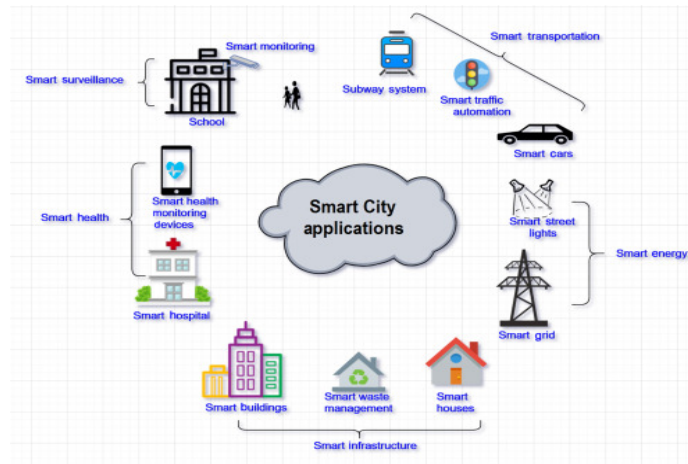 Smart monitoring
Smart surveillance
School
Subway system
Smart transportation
Smart traffic
automation
Smart cars
Smart health
Smart health
monitoring
devices
Smart hospital
Smart City
applications
Smart street
lights
Smart energy
Smart grid
Smart buildings
Smart waste
management
Smart
houses
Smart infrastructure